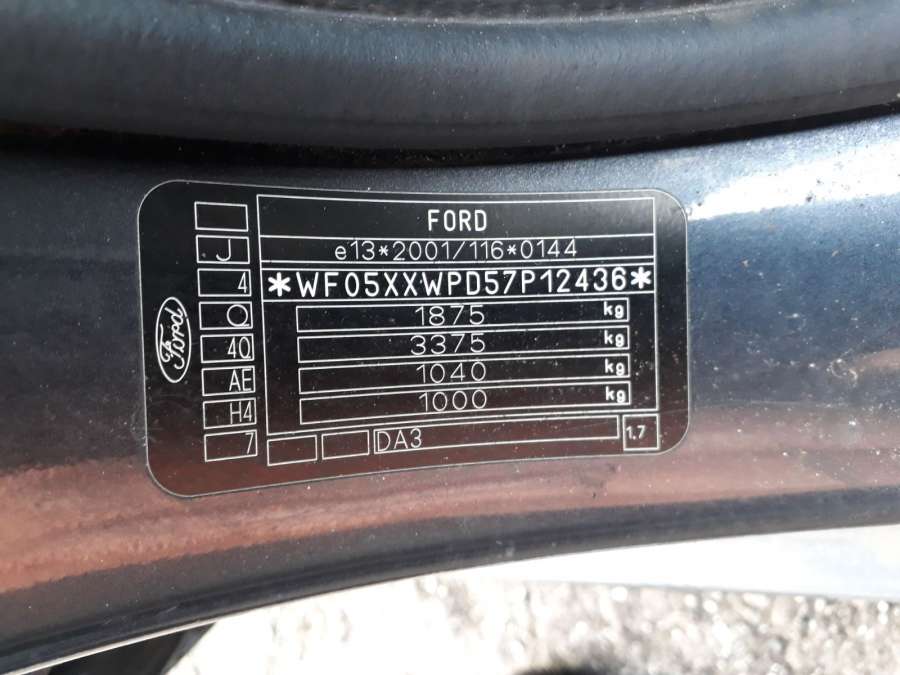 FORD
e13*2001/116*0144
*WF05XXWPD57P12436*
1875 kg
3375 kg
1040 kg
1000 kg
DA3
1.7
J
4
Q
4Q
AE
H4
7
Ford